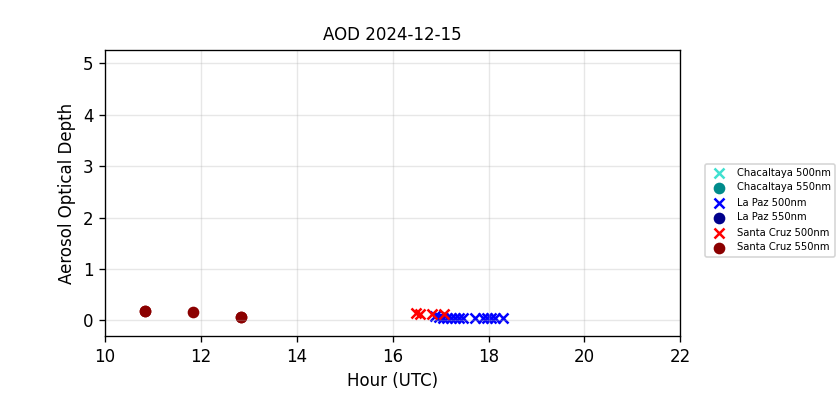 AOD 2024-12-15
Aerosol Optical Depth
5
4
3
2
1
0
10 12 14 16 18 20 22
Hour (UTC)
Chacaltaya 500nm
Chacaltaya 550nm
La Paz 500nm
La Paz 550nm
Santa Cruz 500nm
Santa Cruz 550nm